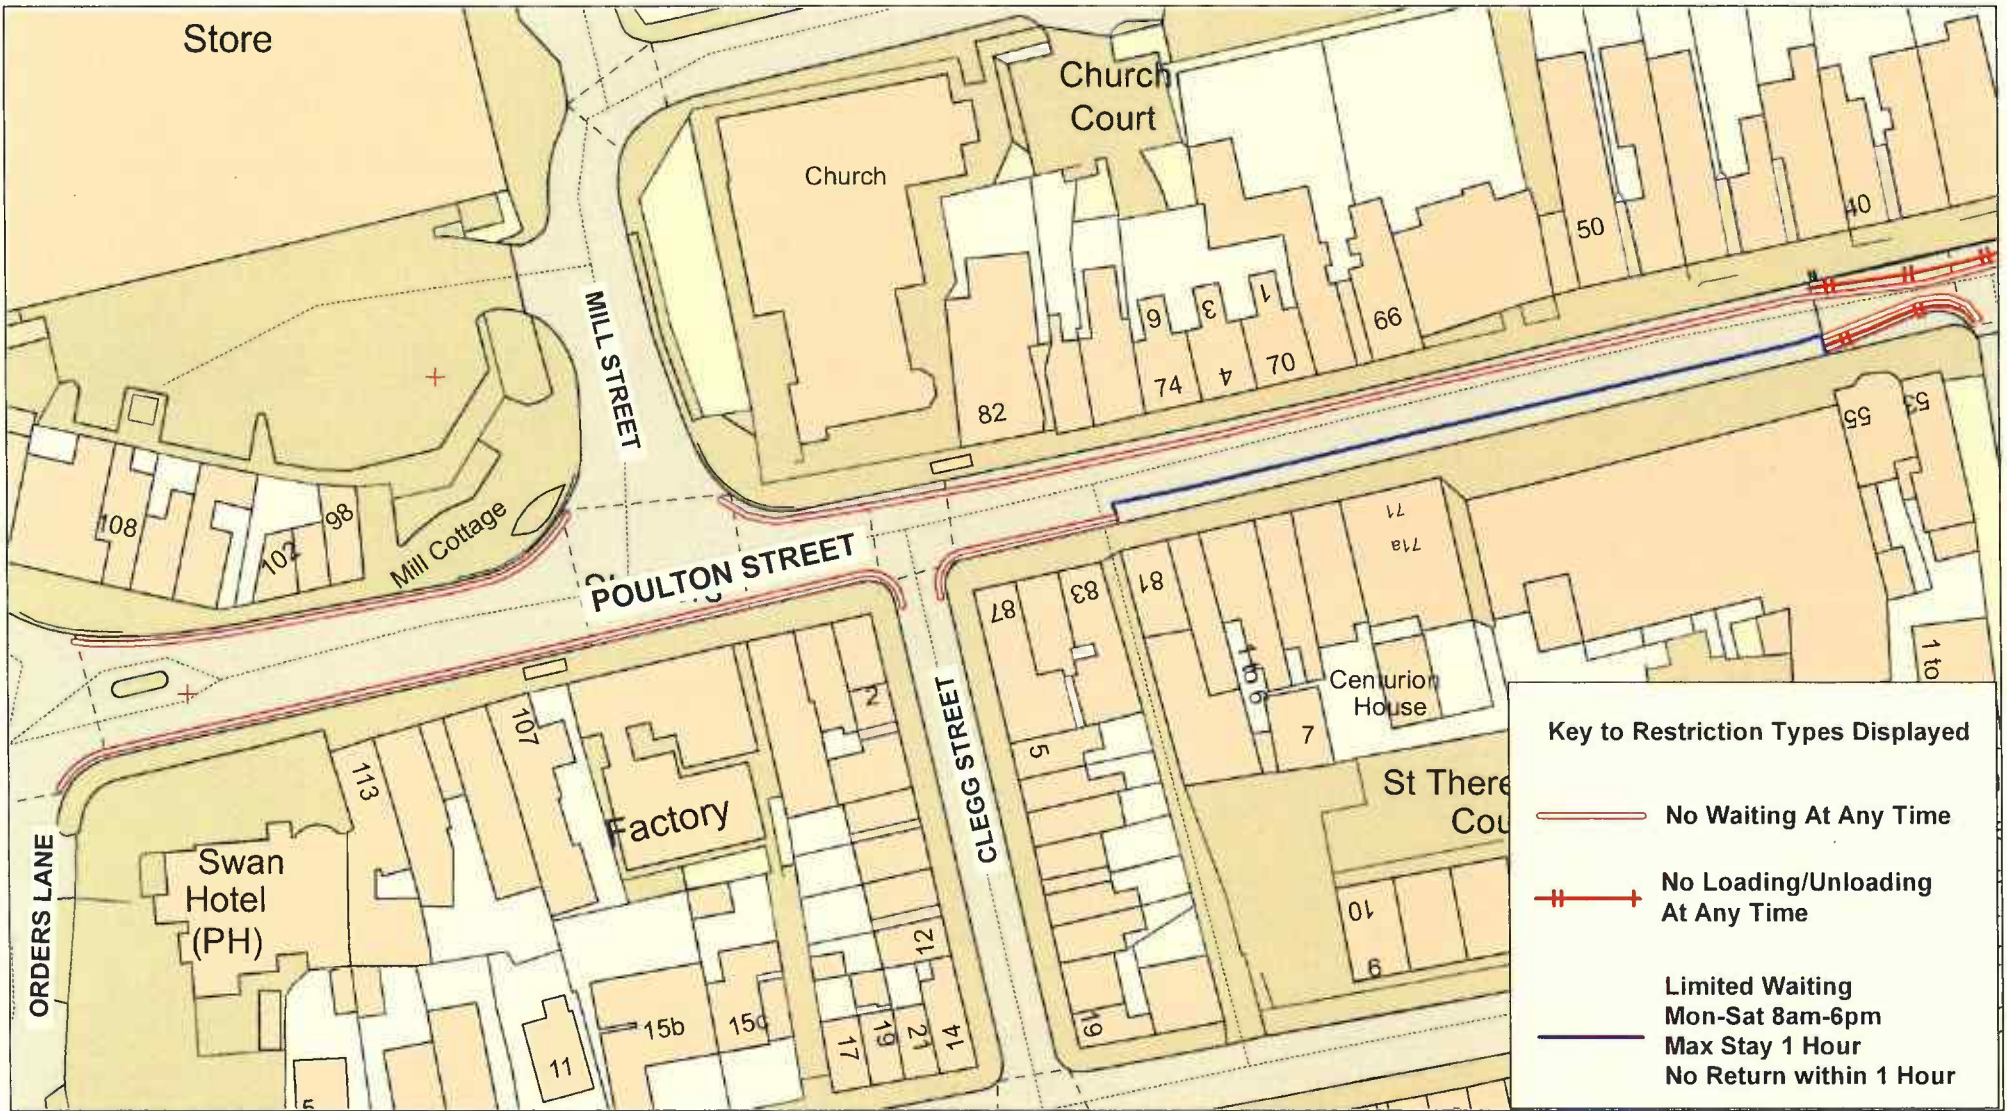 Store
Church
Court
Church
MILL STREET
50
40
66
6
3
1
74
4
70
82
55
53
108
102
98
Mill Cottage
POULTON STREET
71
71a
81
83
87
1 to 6
Centurion
House
7
1 to
2
5
107
113
Factory
CLEGG STREET
St There
Cou
Swan
Hotel
(PH)
ORDERS LANE
10
12
15b
15c
17
19
21
14
19
11
5
Key to Restriction Types Displayed
No Waiting At Any Time
No Loading/Unloading
At Any Time
Limited Waiting
Mon-Sat 8am-6pm
Max Stay 1 Hour
No Return within 1 Hour